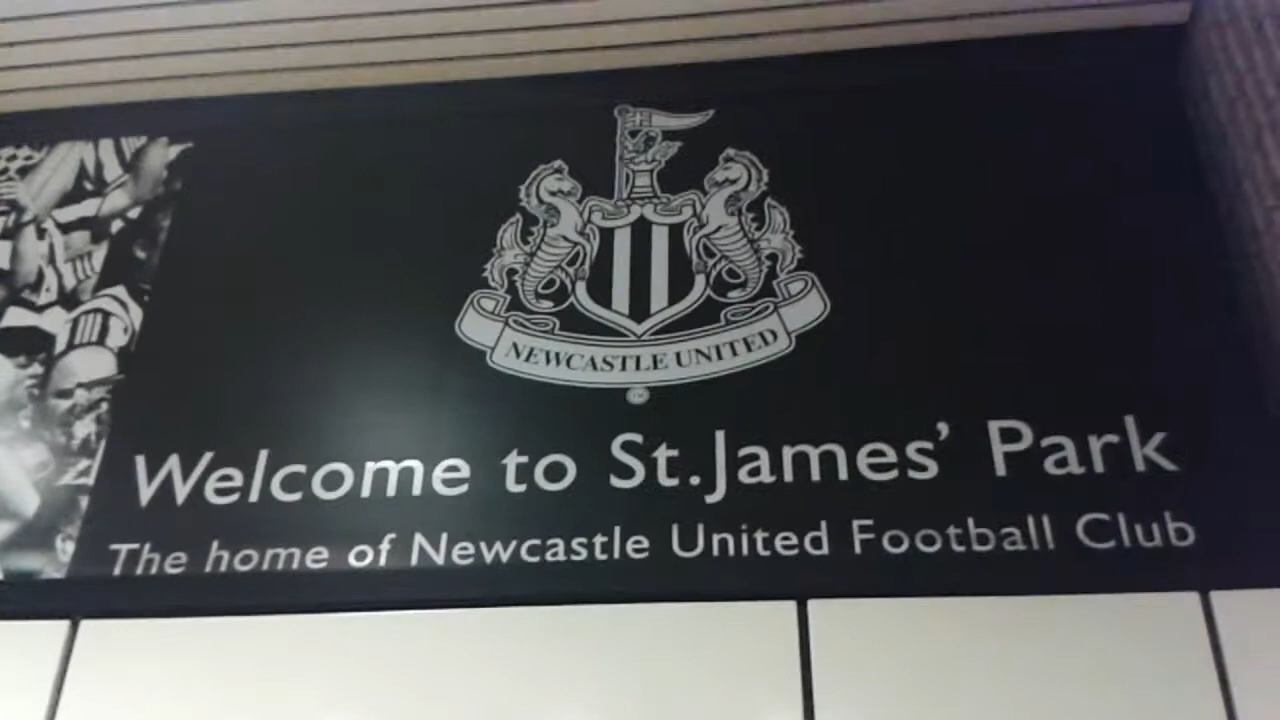 NEWCASTLE UNITED
Welcome to St.James' Park
The home of Newcastle United Football Club